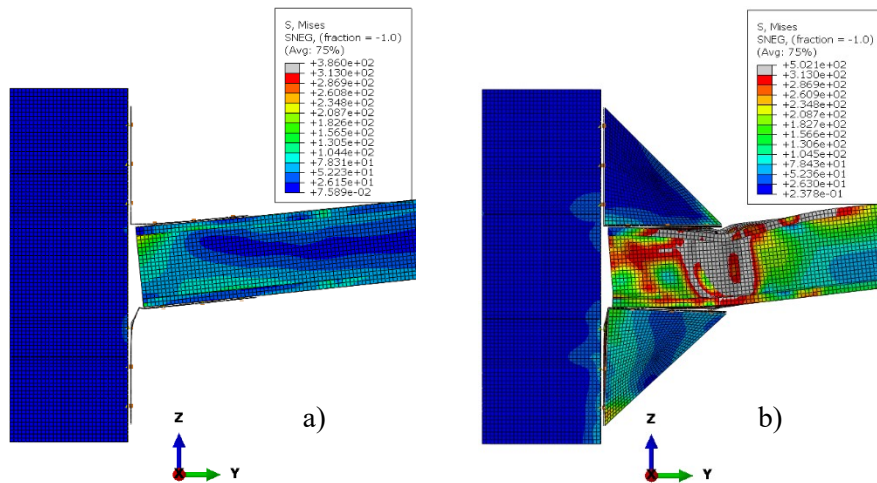 S, Mises
SNEG, (fraction = -1.0)
(Avg: 75%)
+3.860e+02
+3.130e+02
+2.869e+02
+2.608e+02
+2.348e+02
+2.087e+02
+1.826e+02
+1.565e+02
+1.305e+02
+1.044e+02
+7.831e+01
+5.223e+01
+2.615e+01
+7.589e-02
a)
Z
X
Y
S, Mises
SNEG, (fraction = -1.0)
(Avg: 75%)
+5.021e+02
+3.130e+02
+2.869e+02
+2.609e+02
+2.348e+02
+2.087e+02
+1.827e+02
+1.566e+02
+1.306e+02
+1.045e+02
+7.843e+01
+5.236e+01
+2.630e+01
+2.378e-01
b)
Z
X
Y